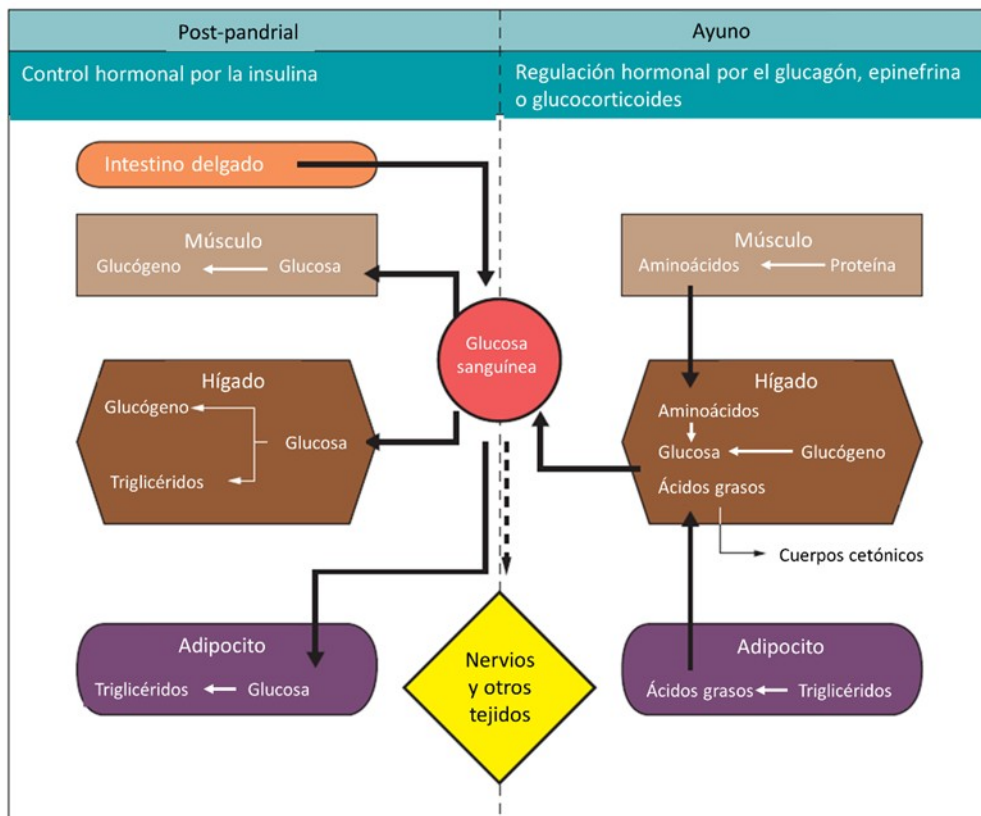 Post-pandrial
Ayuno
Control hormonal por la insulina
Regulación hormonal por el glucagón, epinefrina
o glucocorticoides
Intestino delgado
Músculo
Glucógeno
Glucosa
Músculo
Aminoácidos
Proteína
Glucosa
sanguínea
Hígado
Glucógeno
Glucosa
Triglicéridos
Hígado
Aminoácidos
Glucosa
Glucógeno
Ácidos grasos
Cuerpos cetónicos
Adipocito
Triglicéridos
Glucosa
Nervios
y otros
tejidos
Adipocito
Ácidos grasos
Triglicéridos